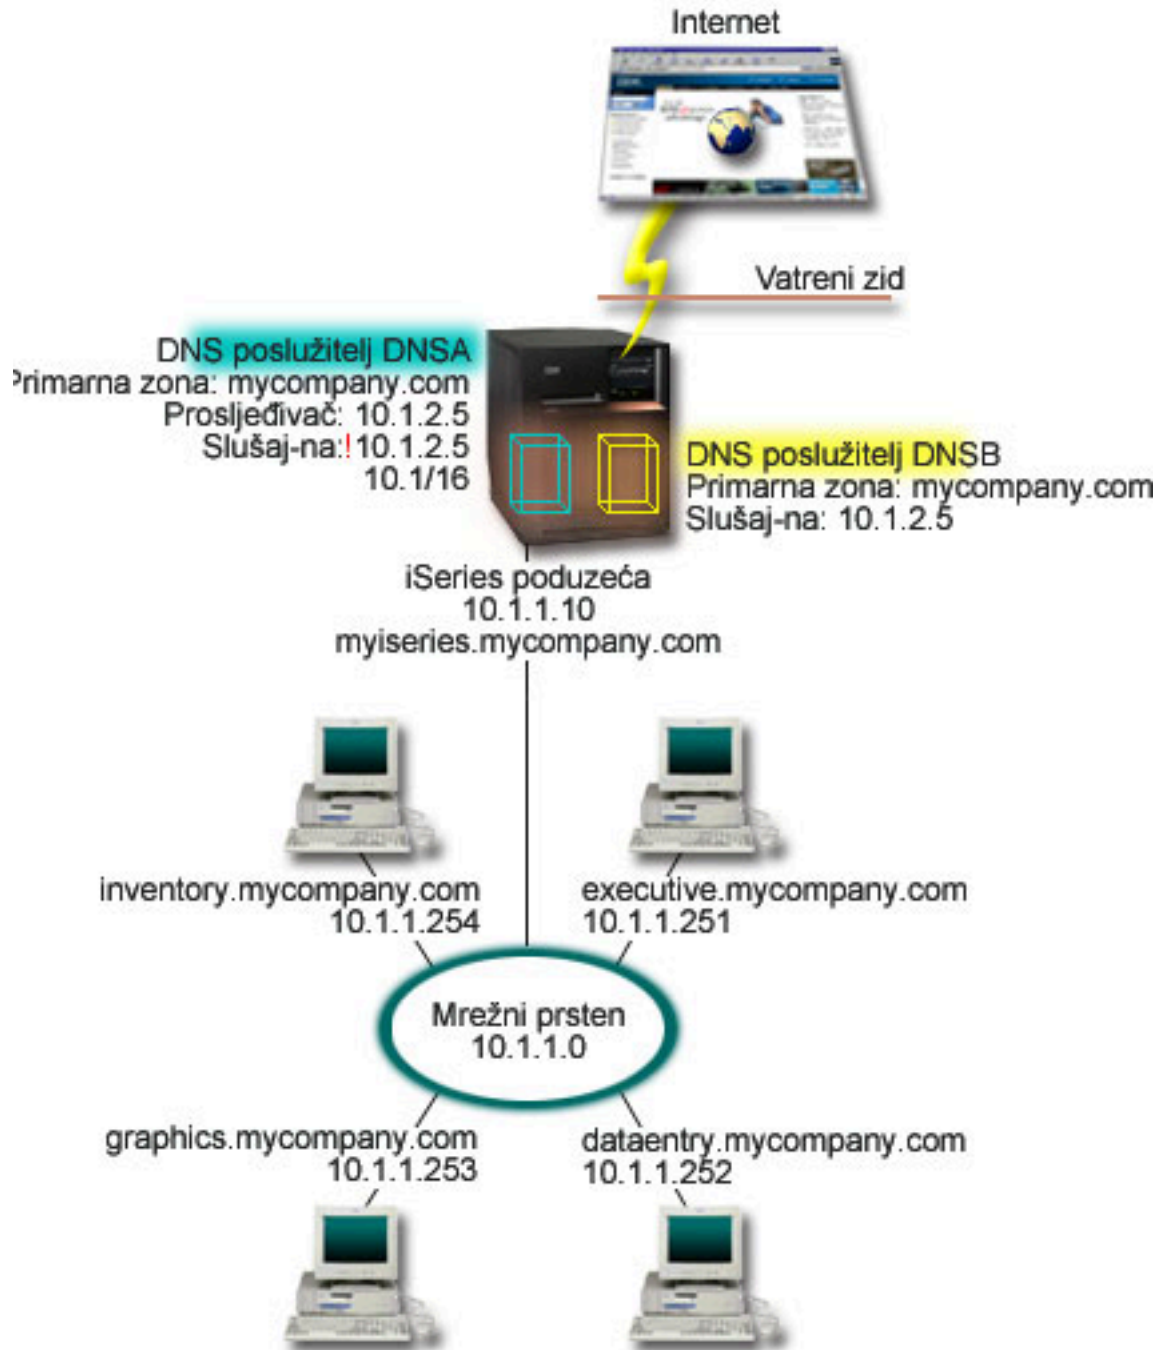 Internet
Vatreni zid
DNS poslužitelj DNSA
Primarna zona: mycompany.com
Prosljeđivač: 10.1.2.5
Slušaj-na:!10.1.2.5
10.1/16
DNS poslužitelj DNSB
Primarna zona: mycompany.com
Slušaj-na: 10.1.2.5
iSeries poduzeća
10.1.1.10
myiseries.mycompany.com
inventory.mycompany.com
10.1.1.254
executive.mycompany.com
10.1.1.251
Mrežni prsten
10.1.1.0
graphics.mycompany.com
10.1.1.253
dataentry.mycompany.com
10.1.1.252